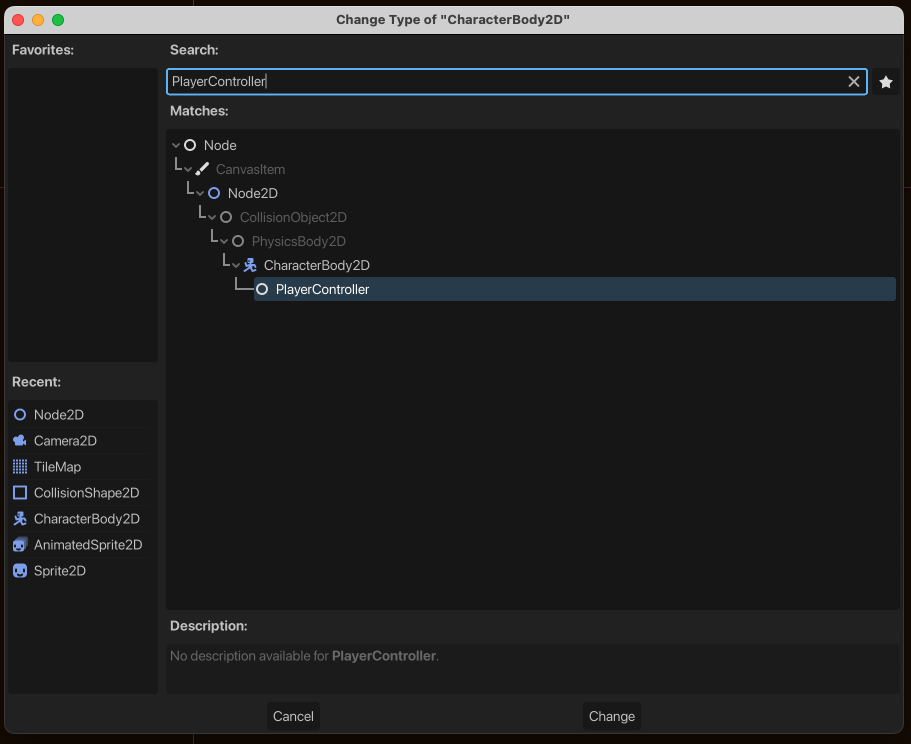 Change Type of "CharacterBody2D"
Favorites:
Search:
PlayerController
Matches:
Node
CanvasItem
Node2D
CollisionObject2D
PhysicsBody2D
CharacterBody2D
PlayerController
Recent:
Node2D
Camera2D
TileMap
CollisionShape2D
CharacterBody2D
AnimatedSprite2D
Sprite2D
Description:
No description available for PlayerController.
Cancel
Change